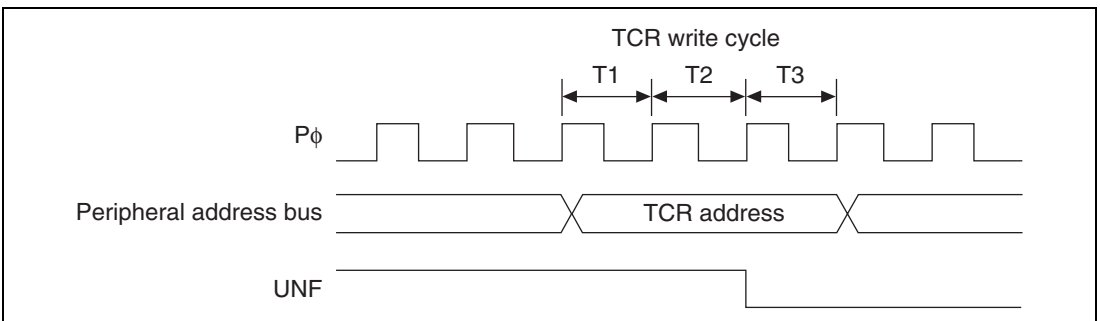 TCR write cycle
T1 T2 T3
Pϕ
Peripheral address bus
TCR address
UNF